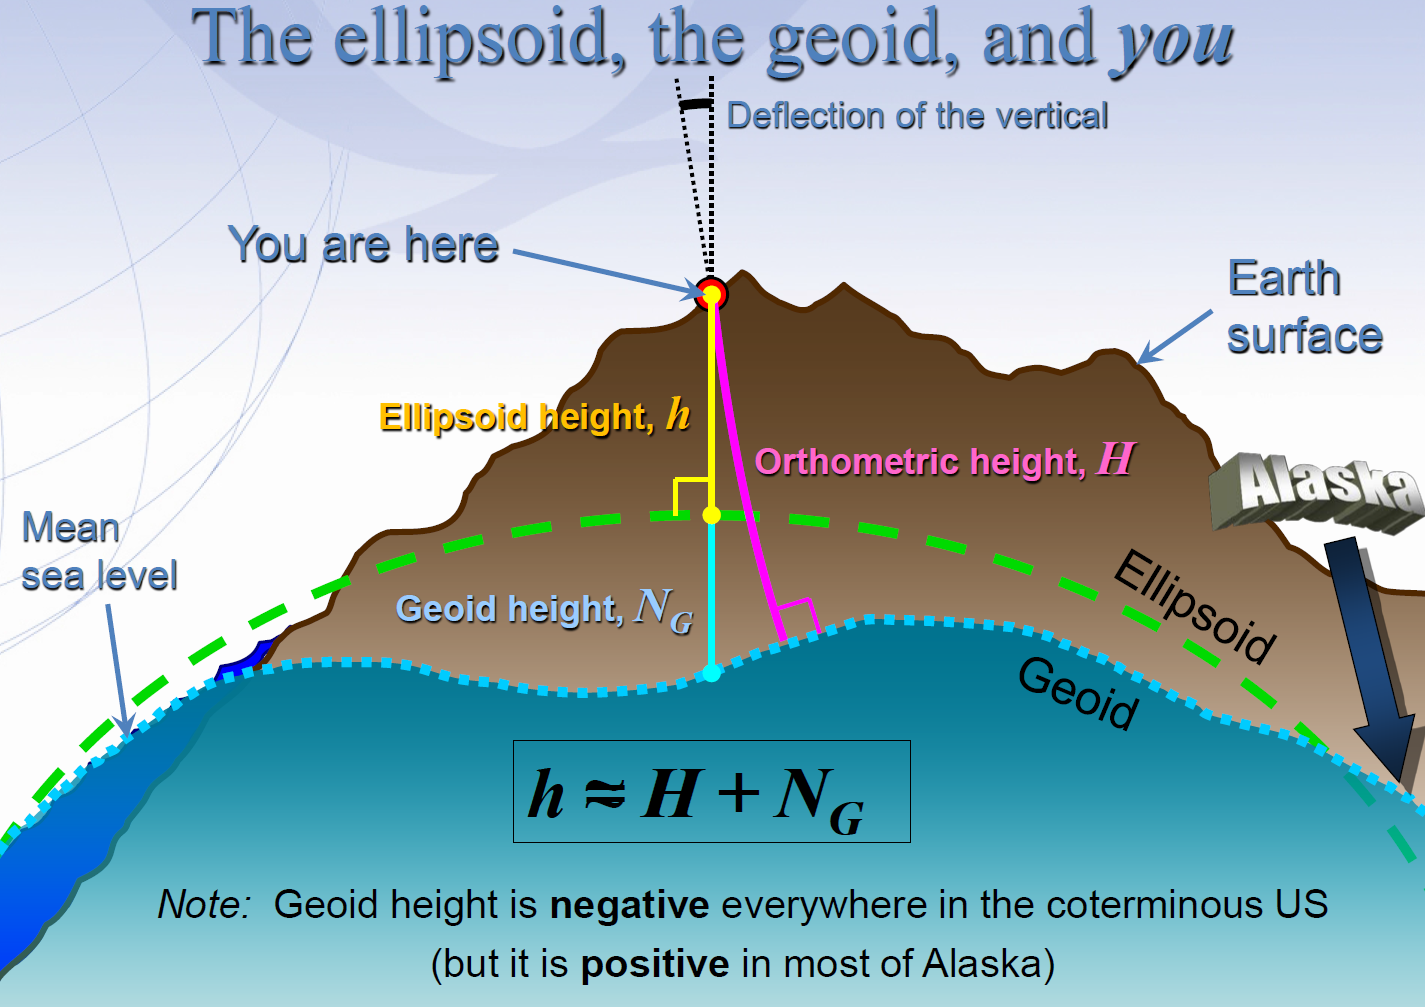 The ellipsoid, the geoid, and you
Deflection of the vertical
You are here
Earth
surface
Ellipsoid height, h
Orthometric height, H
Alaska
Mean
sea level
Ellipsoid
Geoid height, N_G
Geoid
h ≈ H + N_G
Note: Geoid height is negative everywhere in the coterminous US
(but it is positive in most of Alaska)